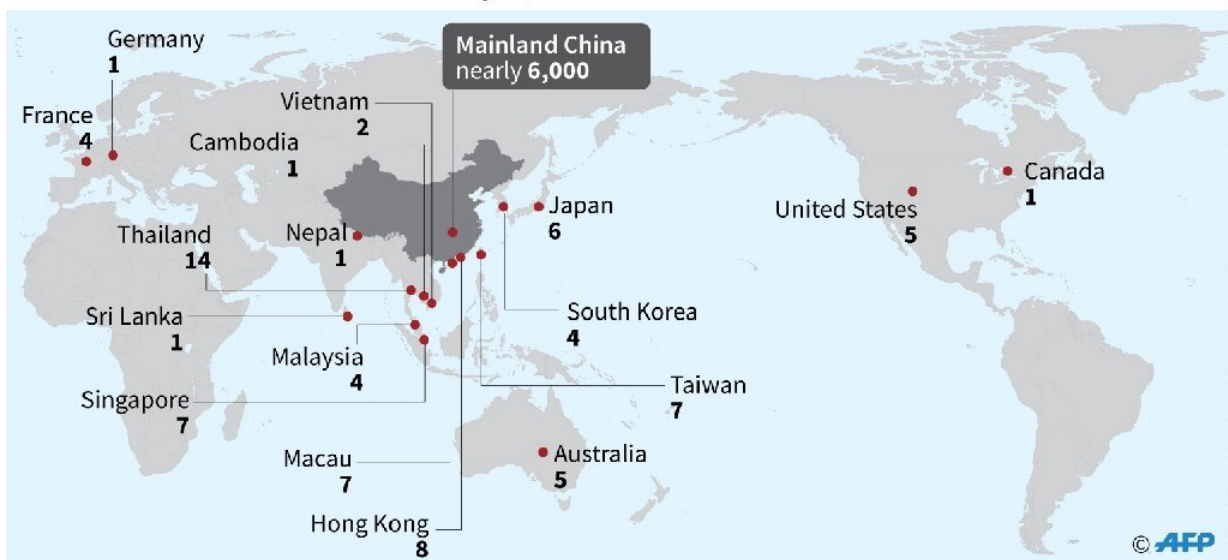 Germany
1
Mainland China
nearly 6,000
France
4
Vietnam
2
Cambodia
1
Canada
1
United States
5
Japan
6
Thailand
14
Nepal
1
Sri Lanka
1
South Korea
4
Malaysia
4
Singapore
7
Taiwan
7
Macau
7
Australia
5
Hong Kong
8
© AFP